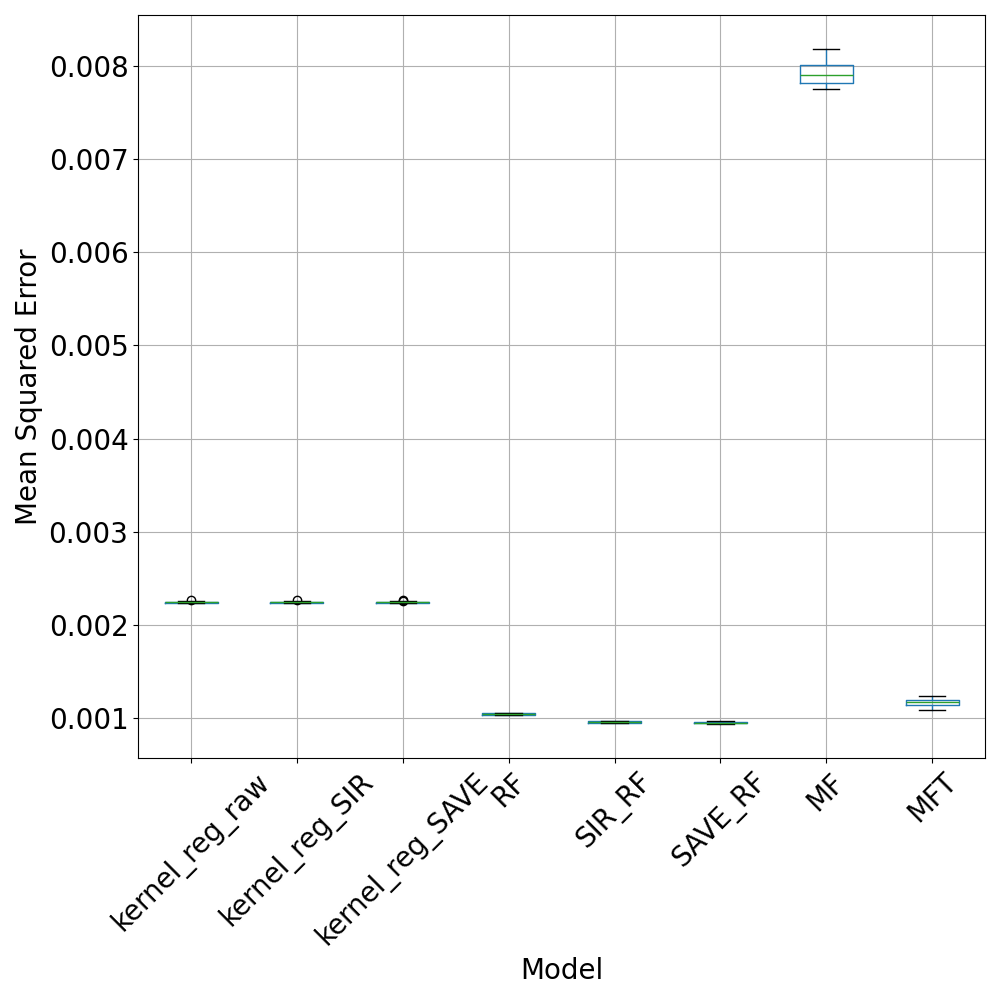 0.008
0.007
0.006
0.005
0.004
0.003
0.002
0.001
Mean Squared Error
kernel_reg_raw
kernel_reg_SIR
kernel_reg_SAVE
RF
SIR_RF
SAVE_RF
MF
MFT
Model